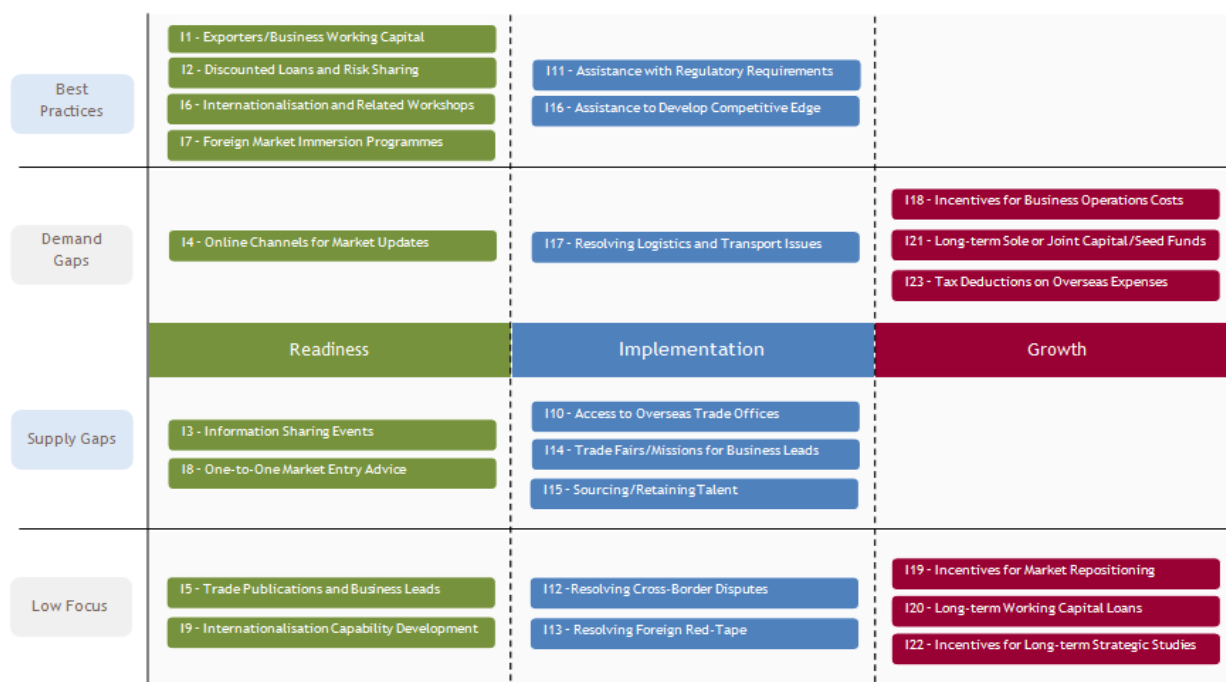 I1 - Exporters/Business Working Capital
I2 - Discounted Loans and Risk Sharing
I6 - Internationalisation and Related Workshops
I7 - Foreign Market Immersion Programmes
I11 - Assistance with Regulatory Requirements
I16 - Assistance to Develop Competitive Edge
Best
Practices
I4 - Online Channels for Market Updates
I17 - Resolving Logistics and Transport Issues
I18 - Incentives for Business Operations Costs
I21 - Long-term Sole or Joint Capital/Seed Funds
I23 - Tax Deductions on Overseas Expenses
Demand
Gaps
Readiness
Implementation
Growth
Supply Gaps
I3 - Information Sharing Events
I8 - One-to-One Market Entry Advice
I10 - Access to Overseas Trade Offices
I14 - Trade Fairs/Missions for Business Leads
I15 - Sourcing/Retaining Talent
Low Focus
I5 - Trade Publications and Business Leads
I9 - Internationalisation Capability Development
I12 -Resolving Cross-Border Disputes
I13 - Resolving Foreign Red-Tape
I19 - Incentives for Market Repositioning
I20 - Long-term Working Capital Loans
I22 - Incentives for Long-term Strategic Studies